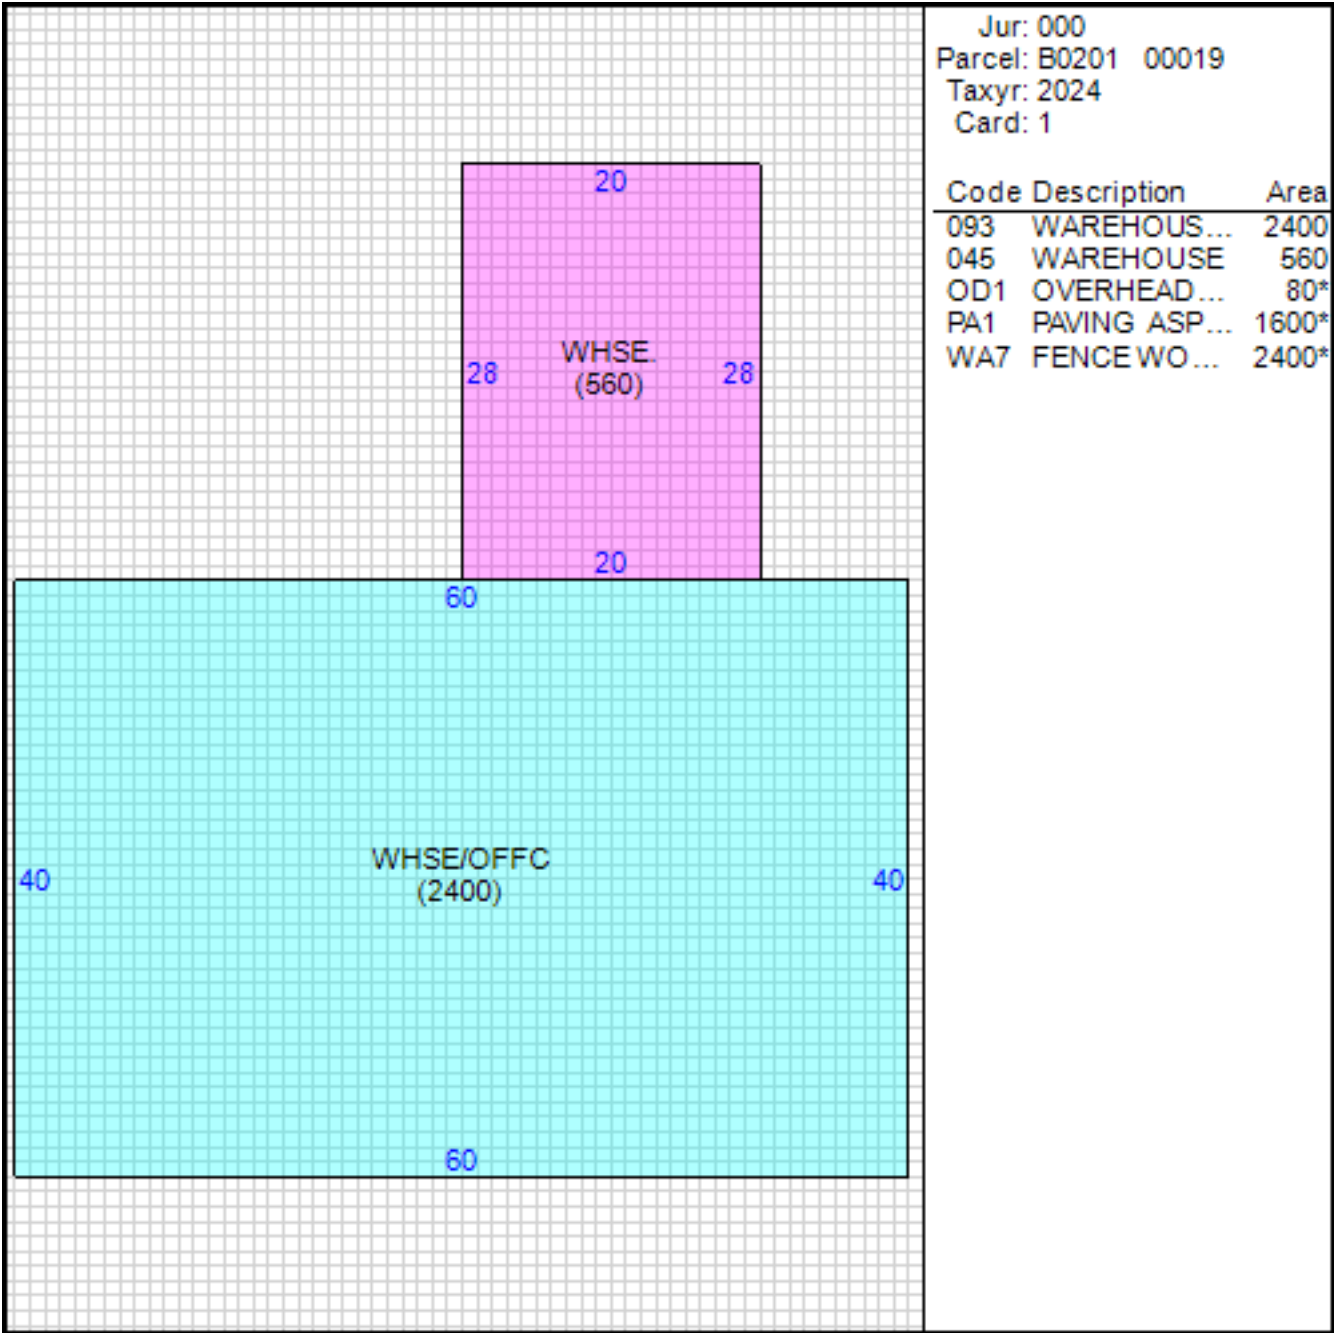 Jur: 000
Parcel: B0201 00019
Taxyr: 2024
Card: 1
Code Description Area
093 WAREHOUS... 2400
045 WAREHOUSE 560
OD1 OVERHEAD... 80*
PA1 PAVING ASP... 1600*
WA7 FENCE WO... 2400*
20
WHSE.
28 (560) 28
20
60
WHSE/OFFC
40 (2400) 40
60